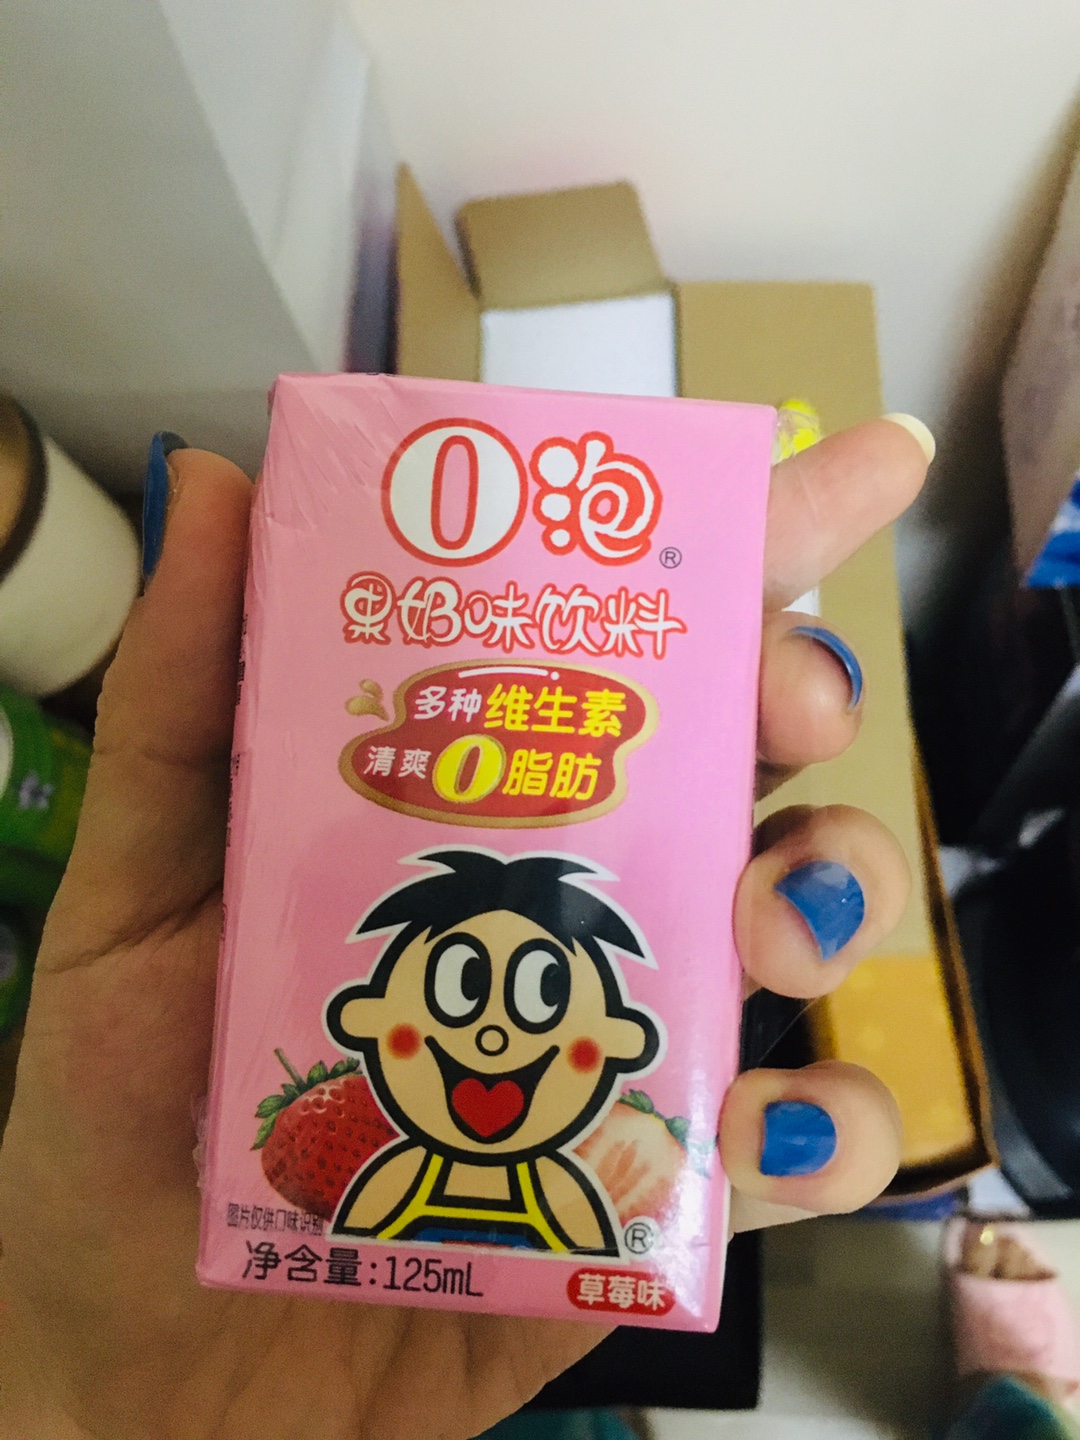 O泡®
果奶味饮料
多种维生素
清爽0脂肪
®
图片仅供口味识别
净含量:125mL
草莓味